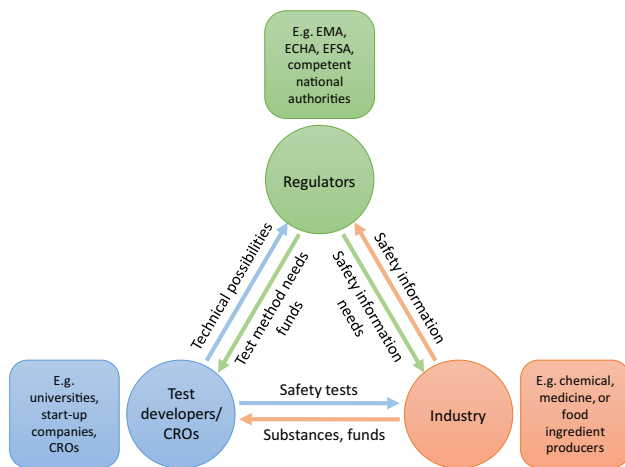 E.g. EMA,
ECHA, EFSA,
competent
national
authorities
Regulators
Technical possibilities
Test method needs
funds
Safety information
needs
Safety information
E.g.
universities,
start-up
companies,
CROs
Test
developers/
CROs
Safety tests
Substances, funds
Industry
E.g. chemical,
medicine, or
food
ingredient
producers